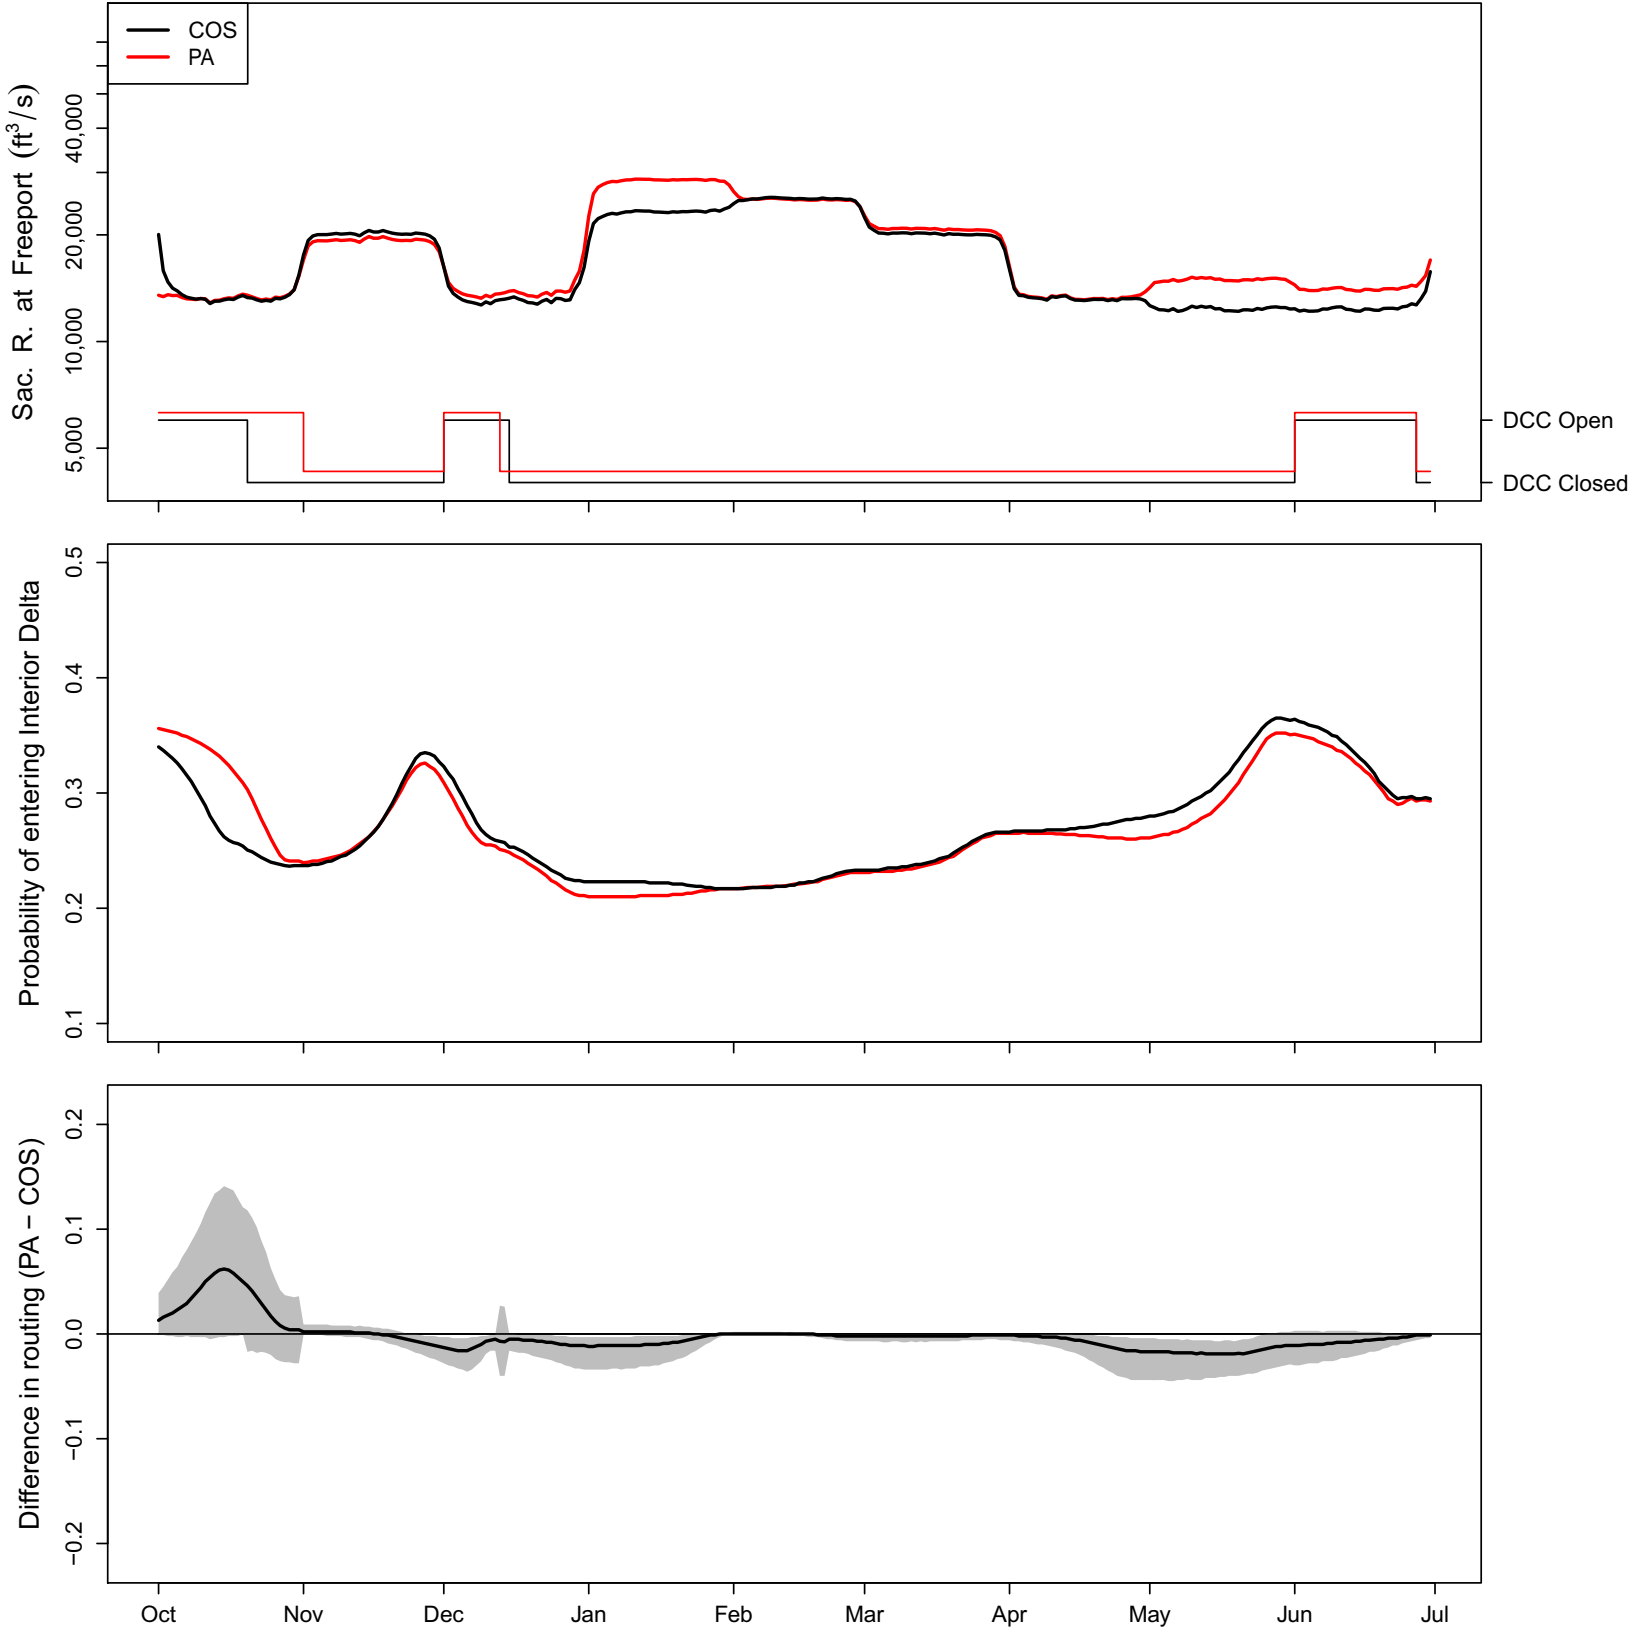 COS
PA
Sac. R. at Freeport (ft³/s)
40,000
20,000
10,000
5,000
DCC Open
DCC Closed
Probability of entering Interior Delta
0.5
0.4
0.3
0.2
0.1
Difference in routing (PA − COS)
0.2
0.1
0.0
−0.1
−0.2
Oct Nov Dec Jan Feb Mar Apr May Jun Jul